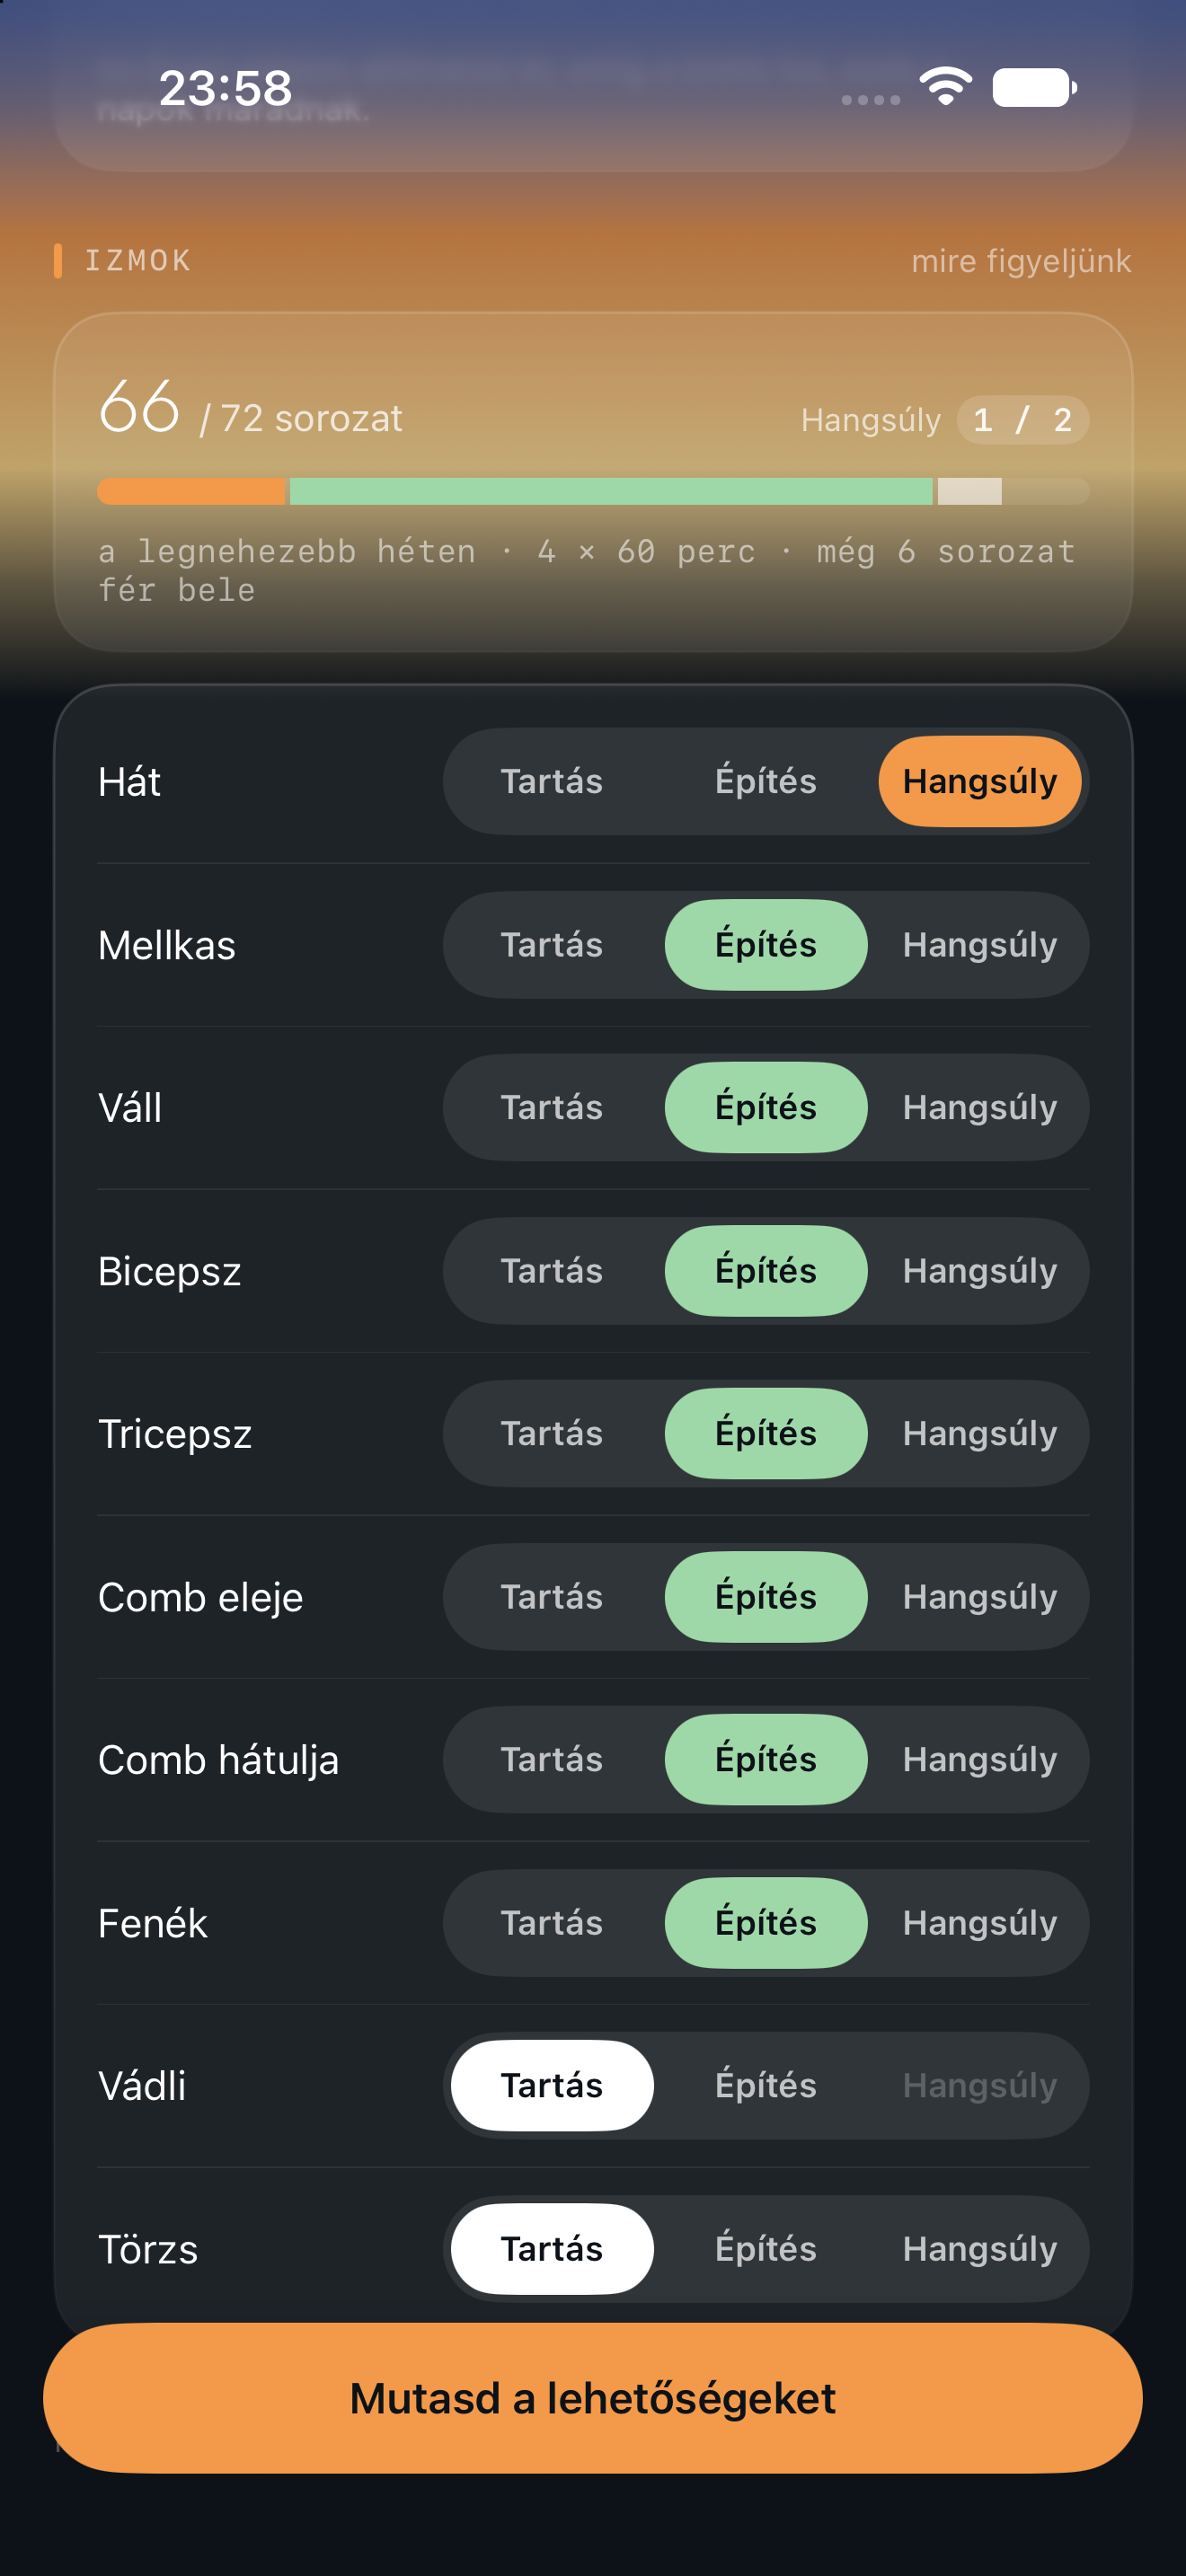 23:58
napok maradnak.
IZMOK
mire figyeljünk
66 / 72 sorozat
Hangsúly 1 / 2
a legnehezebb héten · 4 × 60 perc · még 6 sorozat
fér bele
Hát Tartás Építés Hangsúly
Mellkas Tartás Építés Hangsúly
Váll Tartás Építés Hangsúly
Bicepsz Tartás Építés Hangsúly
Tricepsz Tartás Építés Hangsúly
Comb eleje Tartás Építés Hangsúly
Comb hátulja Tartás Építés Hangsúly
Fenék Tartás Építés Hangsúly
Vádli Tartás Építés Hangsúly
Törzs Tartás Építés Hangsúly
Mutasd a lehetőségeket